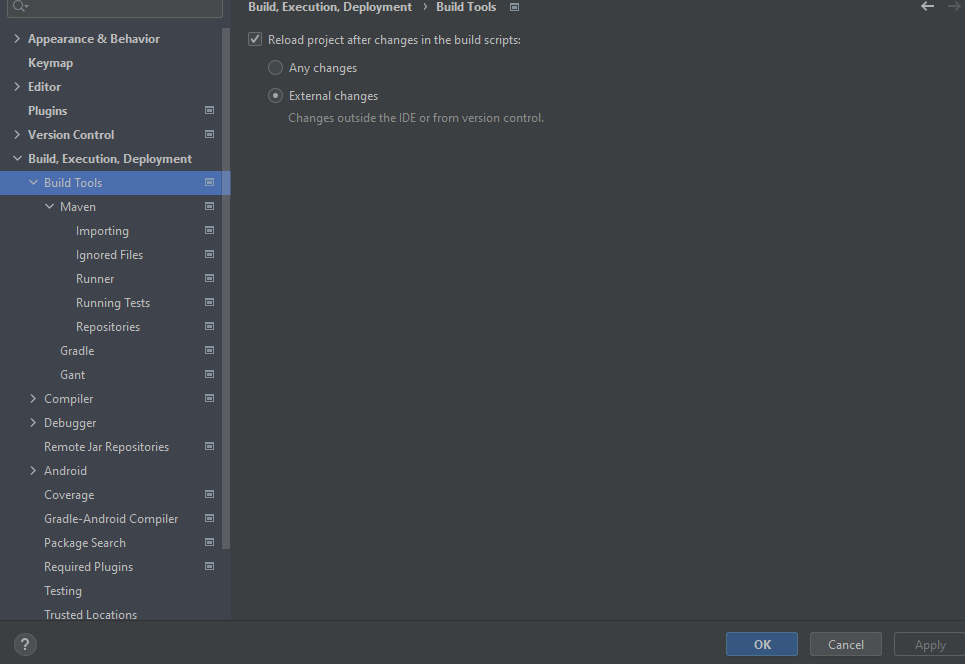 Build, Execution, Deployment › Build Tools
Appearance & Behavior
Keymap
Editor
Plugins
Version Control
Build, Execution, Deployment
Build Tools
Maven
Importing
Ignored Files
Runner
Running Tests
Repositories
Gradle
Gant
Compiler
Debugger
Remote Jar Repositories
Android
Coverage
Gradle-Android Compiler
Package Search
Required Plugins
Testing
Trusted Locations
Reload project after changes in the build scripts:
Any changes
External changes
Changes outside the IDE or from version control.
?
OK
Cancel
Apply